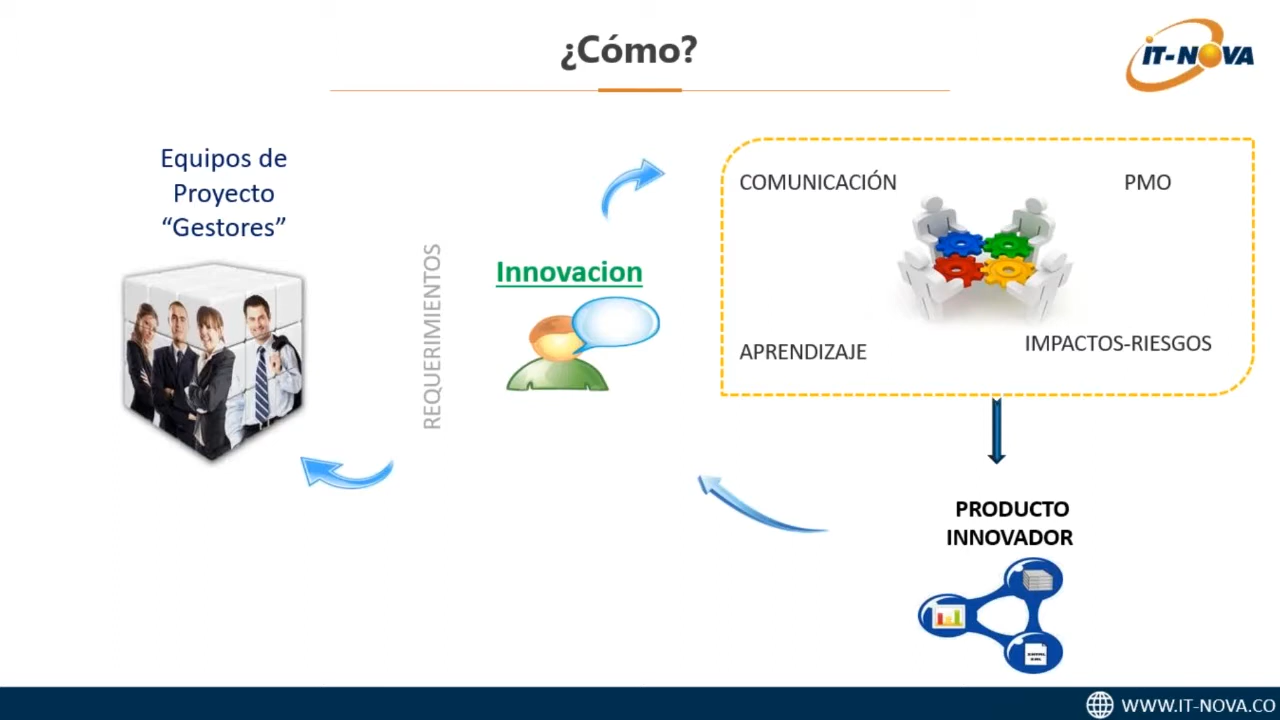 ¿Cómo?
IT-NOVA
Equipos de
Proyecto
“Gestores”
REQUERIMIENTOS
Innovacion
COMUNICACIÓN
PMO
APRENDIZAJE
IMPACTOS-RIESGOS
PRODUCTO
INNOVADOR
WWW.IT-NOVA.CO